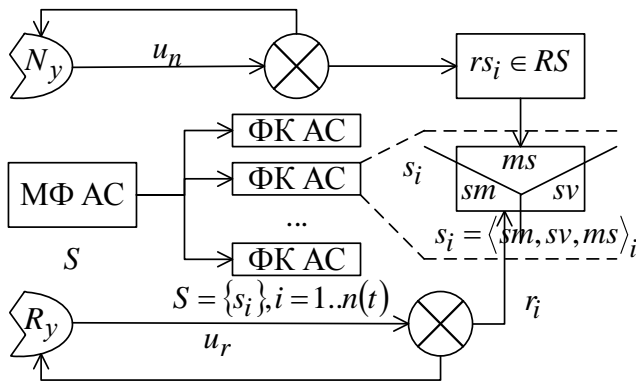 N_y
u_n
rs_i ∈ RS
ФК АС
МФ АС
ФК АС
s_i
ms
sm
sv
...
S
ФК АС
s_i = ⟨sm, sv, ms⟩_i
S = {s_i}, i = 1..n(t)
R_y
u_r
r_i